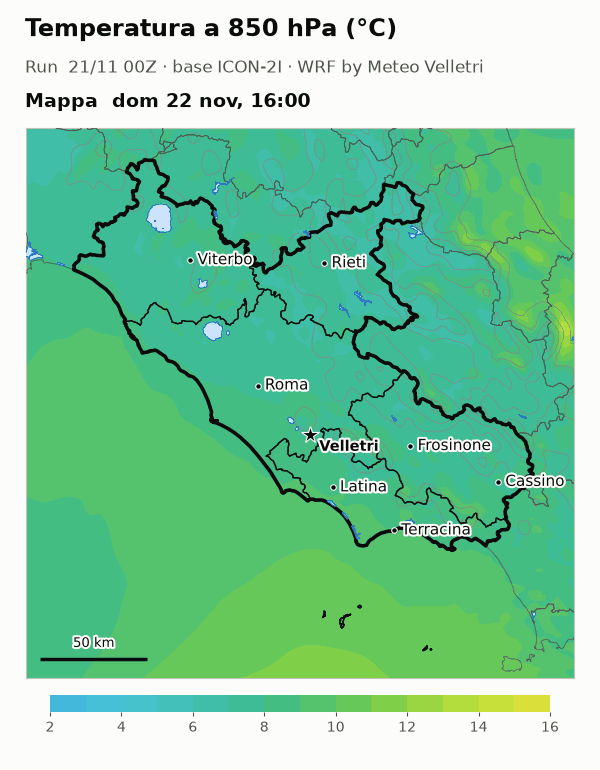 Temperatura a 850 hPa (°C)
Run  21/11 00Z · base ICON-2I · WRF by Meteo Velletri
Mappa  dom 22 nov, 16:00
Viterbo
Rieti
Roma
Velletri
Frosinone
Latina
Cassino
Terracina
50 km
2 4 6 8 10 12 14 16